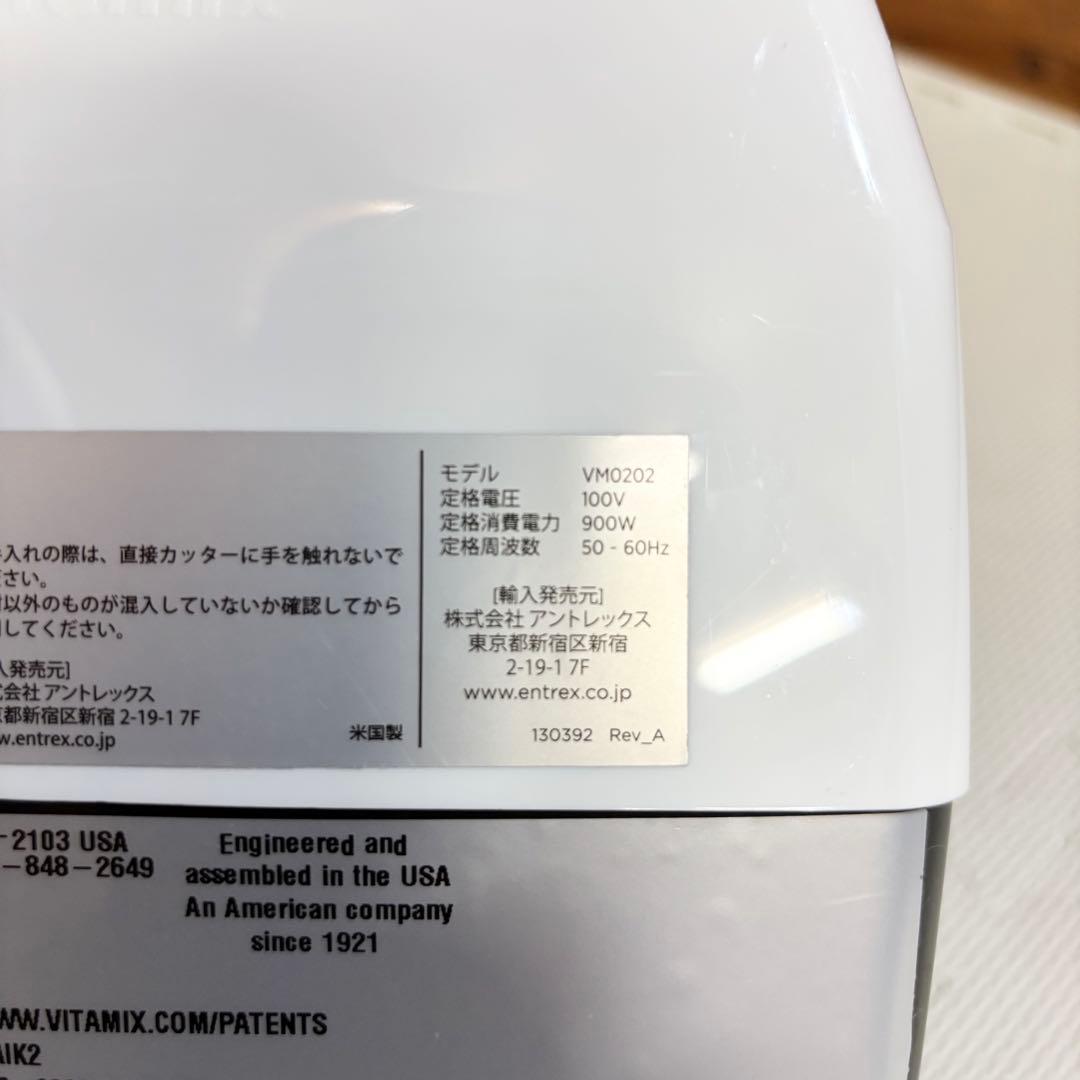 入れの際は、直接カッターに手を触れないで
さい。
以外のものが混入していないか確認してから
してください。
発売元]
会社 アントレックス
都新宿区新宿 2-19-1 7F
w.entrex.co.jp
米国製
モデル VM0202
定格電圧 100V
定格消費電力 900W
定格周波数 50 - 60Hz
[輸入発売元]
株式会社 アントレックス
東京都新宿区新宿
2-19-1 7F
www.entrex.co.jp
130392 Rev_A
2103 USA
848-2649
Engineered and
assembled in the USA
An American company
since 1921
WW.VITAMIX.COM/PATENTS
IK2